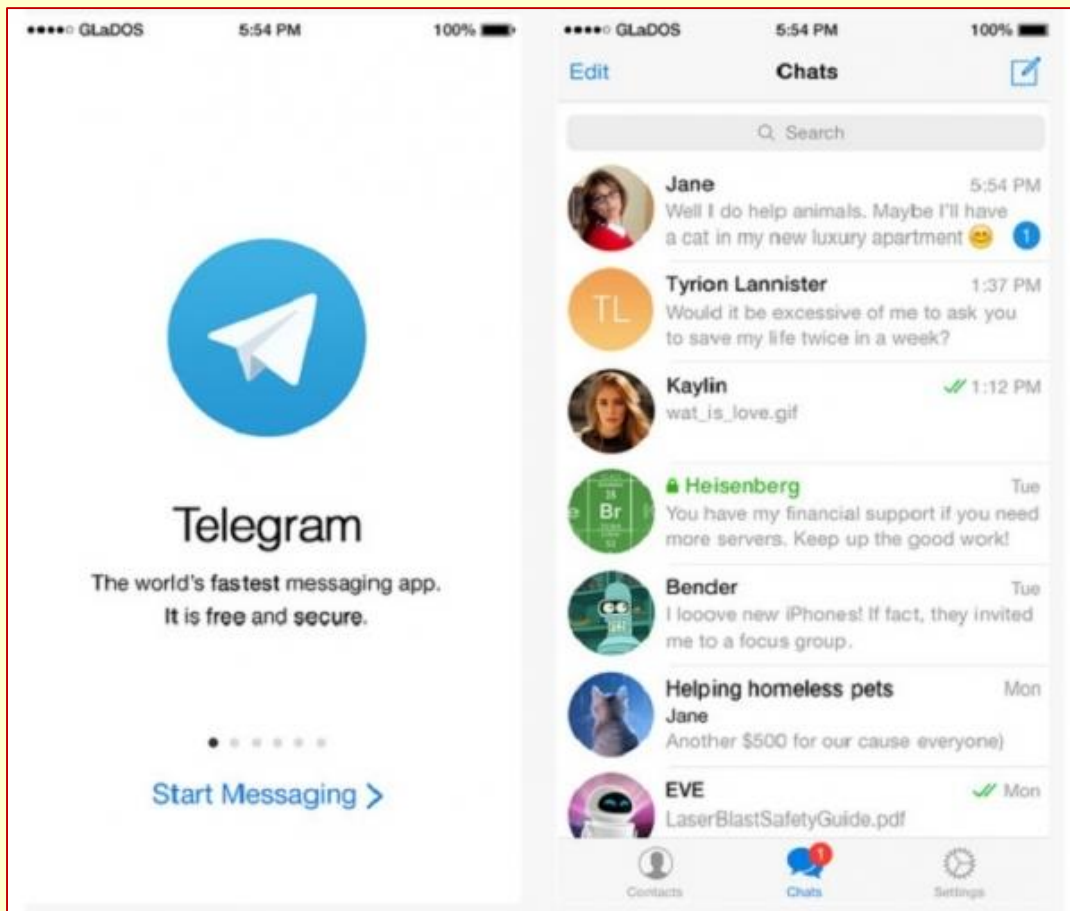 GLaDOS 5:54 PM 100%
Telegram
The world's fastest messaging app.
It is free and secure.
Start Messaging
GLaDOS 5:54 PM 100%
Edit Chats
Search
Jane 5:54 PM
Well I do help animals. Maybe I'll have
a cat in my new luxury apartment 😊 1
TL
Tyrion Lannister 1:37 PM
Would it be excessive of me to ask you
to save my life twice in a week?
Kaylin 1:12 PM
wat_is_love.gif
Br
Heisenberg Tue
You have my financial support if you need
more servers. Keep up the good work!
Bender Tue
I looove new iPhones! If fact, they invited
me to a focus group.
Helping homeless pets Mon
Jane
Another $500 for our cause everyone)
EVE Mon
LaserBlastSafetyGuide.pdf
1
Contacts Chats Settings